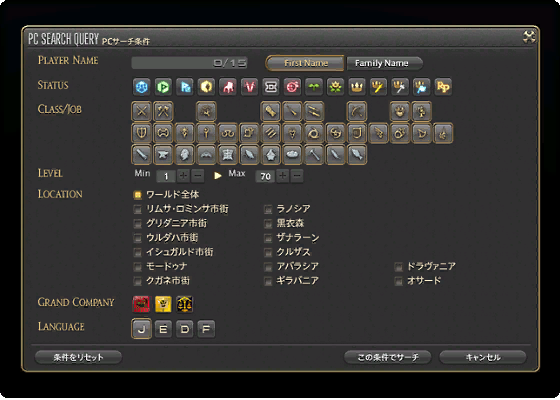 PC SEARCH QUERY PCサーチ条件
PLAYER NAME 0/15 First Name Family Name
STATUS RP
CLASS/JOB
LEVEL Min 1 Max 70
LOCATION ワールド全体
リムサ・ロミンサ市街 ラノシア
グリダニア市街 黒衣森
ウルダハ市街 ザナラーン
イシュガルド市街 クルザス
モードゥナ アバラシア ドラヴァニア
クガネ市街 ギラバニア オサード
GRAND COMPANY
LANGUAGE J E D F
条件をリセット この条件でサーチ キャンセル